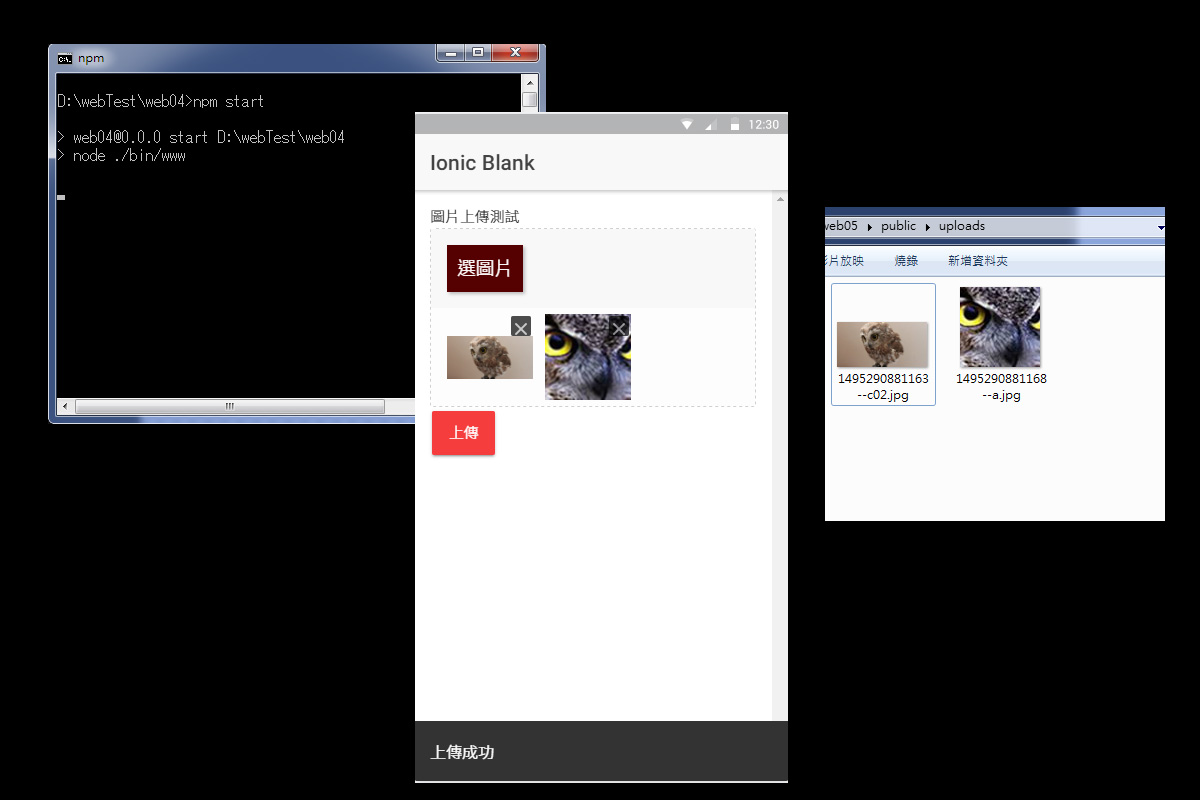 npm
D:\webTest\web04>npm start
> web04@0.0.0 start D:\webTest\web04
> node ./bin/www
12:30
Ionic Blank
圖片上傳測試
選圖片
上傳
上傳成功
web05 public uploads
影片放映 燒錄 新增資料夾
1495290881163 1495290881168
--c02.jpg --a.jpg